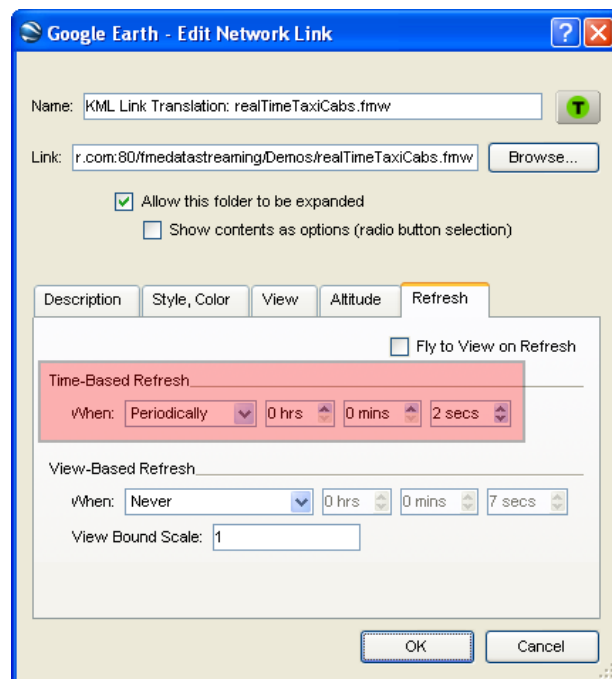 Google Earth - Edit Network Link
Name: KML Link Translation: realTimeTaxiCabs.fmw
T
Link: r.com:80/fmedatastreaming/Demos/realTimeTaxiCabs.fmw Browse...
Allow this folder to be expanded
Show contents as options (radio button selection)
Description Style, Color View Altitude Refresh
Fly to View on Refresh
Time-Based Refresh
When: Periodically 0 hrs 0 mins 2 secs
View-Based Refresh
When: Never 0 hrs 0 mins 7 secs
View Bound Scale: 1
OK Cancel